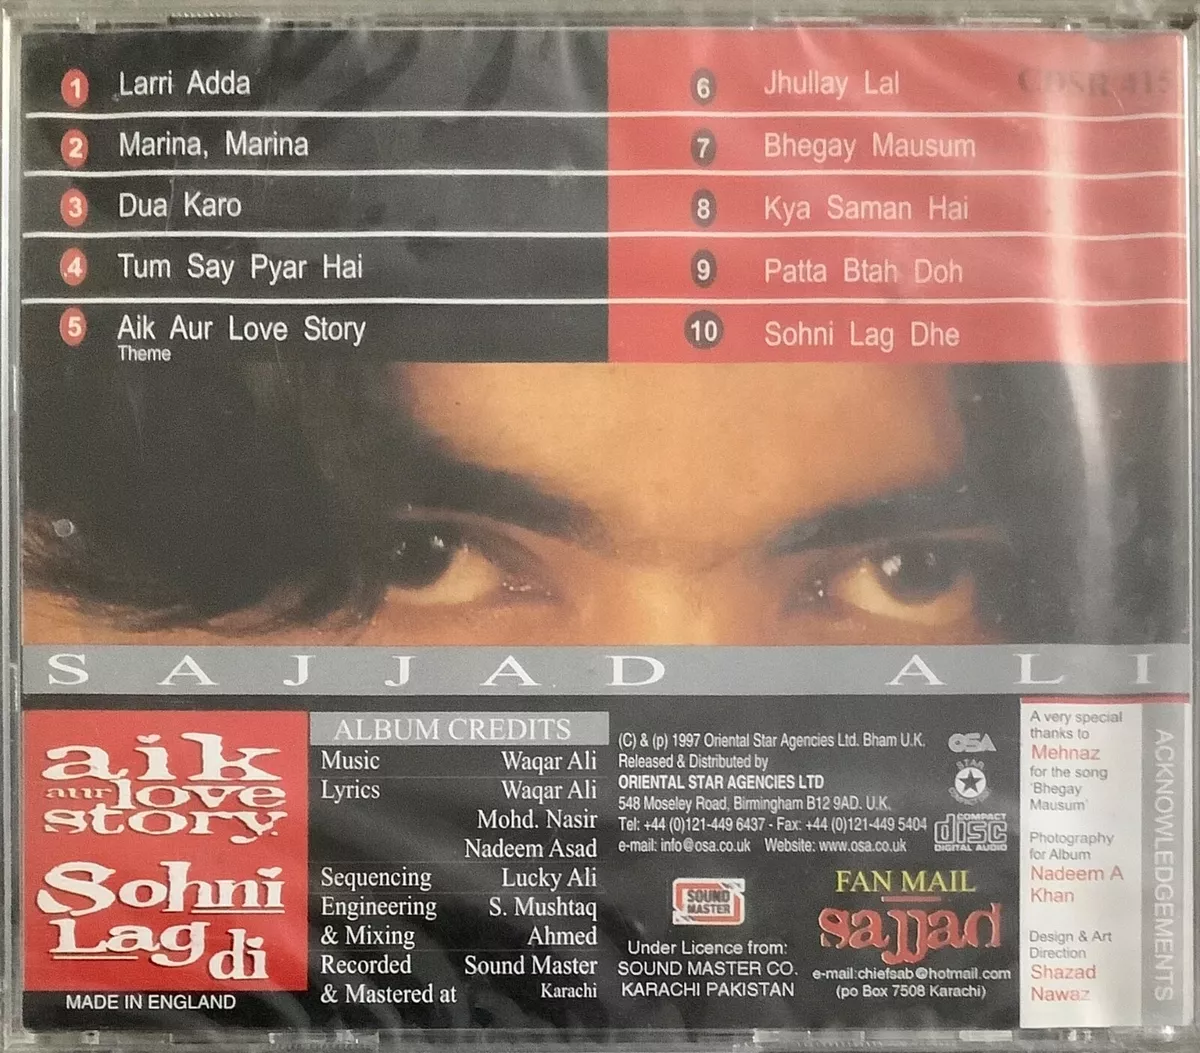 1 Larri Adda
2 Marina, Marina
3 Dua Karo
4 Tum Say Pyar Hai
5 Aik Aur Love Story
Theme
6 Jhullay Lal
7 Bhegay Mausum
8 Kya Saman Hai
9 Patta Btah Doh
10 Sohni Lag Dhe
CDSR 415
SAJJAD ALI
aik
aur love
story
Sohni
Lag di
MADE IN ENGLAND
ALBUM CREDITS
Music Waqar Ali
Lyrics Waqar Ali
Mohd. Nasir
Nadeem Asad
Sequencing Lucky Ali
Engineering S. Mushtaq
& Mixing Ahmed
Recorded Sound Master
& Mastered at Karachi
(C) & (p) 1997 Oriental Star Agencies Ltd. Bham U.K.
Released & Distributed by
ORIENTAL STAR AGENCIES LTD
548 Moseley Road, Birmingham B12 9AD. U.K.
Tel: +44 (0)121-449 6437 - Fax: +44 (0)121-449 5404
e-mail: info@osa.co.uk Website: www.osa.co.uk
OSA
STAR
COMPACT
disc
DIGITAL AUDIO
SOUND
MASTER
Under Licence from:
SOUND MASTER CO.
KARACHI PAKISTAN
FAN MAIL
sajjad
e-mail:chiefsab@hotmail.com
(po Box 7508 Karachi)
A very special
thanks to
Mehnaz
for the song
'Bhegay
Mausum'
Photography
for Album
Nadeem A
Khan
Design & Art
Direction
Shazad
Nawaz
ACKNOWLEDGEMENTS